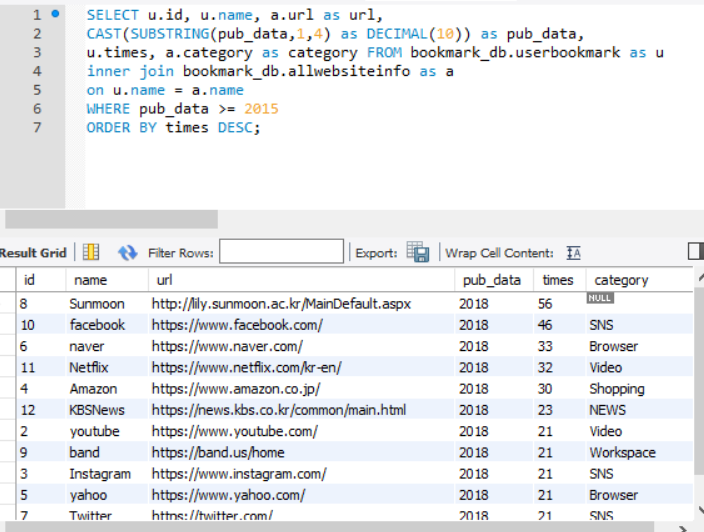 1 SELECT u.id, u.name, a.url as url,
2 CAST(SUBSTRING(pub_data,1,4) as DECIMAL(10)) as pub_data,
3 u.times, a.category as category FROM bookmark_db.userbookmark as u
4 inner join bookmark_db.allwebsiteinfo as a
5 on u.name = a.name
6 WHERE pub_data >= 2015
7 ORDER BY times DESC;
Result Grid Filter Rows: Export: Wrap Cell Content: IA
id name url pub_data times category
8 Sunmoon http://lily.sunmoon.ac.kr/MainDefault.aspx 2018 56 NULL
10 facebook https://www.facebook.com/ 2018 46 SNS
6 naver https://www.naver.com/ 2018 33 Browser
11 Netflix https://www.netflix.com/kr-en/ 2018 32 Video
4 Amazon https://www.amazon.co.jp/ 2018 30 Shopping
12 KBSNews https://news.kbs.co.kr/common/main.html 2018 23 NEWS
2 youtube https://www.youtube.com/ 2018 21 Video
9 band https://band.us/home 2018 21 Workspace
3 Instagram https://www.instagram.com/ 2018 21 SNS
5 yahoo https://www.yahoo.com/ 2018 21 Browser
7 Twitter https://twitter.com/ 2018 21 SNS